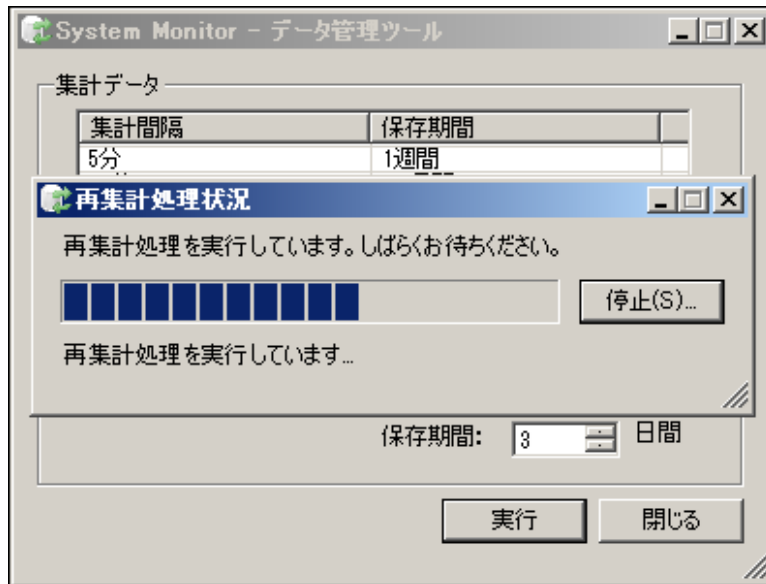 System Monitor - データ管理ツール
集計データ
集計間隔 保存期間
5分 1週間
再集計処理状況
再集計処理を実行しています。しばらくお待ちください。
停止(S)...
再集計処理を実行しています...
保存期間: 3 日間
実行 閉じる